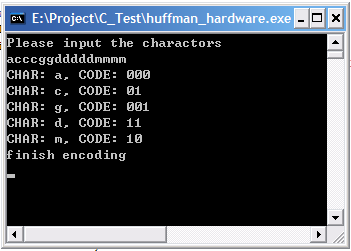 E:\Project\C_Test\huffman_hardware.exe
Please input the charactors
acccggdddddmmmm
CHAR: a, CODE: 000
CHAR: c, CODE: 01
CHAR: g, CODE: 001
CHAR: d, CODE: 11
CHAR: m, CODE: 10
finish encoding